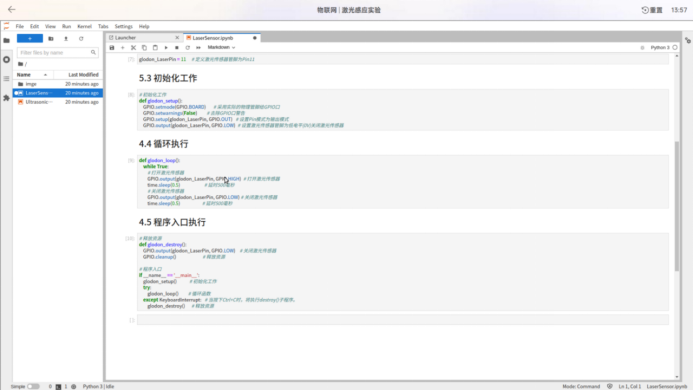 物联网 | 激光感应实验
重置 13:57
File Edit View Run Kernel Tabs Settings Help
Launcher
LaserSensor.ipynb
Markdown
Python 3
Filter files by name
/
Name Last Modified
imgs 20 minutes ago
LaserSens... 20 minutes ago
Ultrasonic... 20 minutes ago
glodon_LaserPin = 11 # 定义激光传感器管脚为Pin11
5.3 初始化工作
# 初始化工作
def glodon_setup():
GPIO.setmode(GPIO.BOARD) # 采用实际的物理管脚给GPIO口
GPIO.setwarnings(False) # 去除GPIO口警告
GPIO.setup(glodon_LaserPin, GPIO.OUT) # 设置Pin模式为输出模式
GPIO.output(glodon_LaserPin, GPIO.LOW) # 设置激光传感器管脚为低电平(0V)关闭激光传感器
4.4 循环执行
def glodon_loop():
while True:
# 打开激光传感器
GPIO.output(glodon_LaserPin, GPIO.HIGH) # 打开激光传感器
time.sleep(0.5) # 延时500毫秒
# 关闭激光传感器
GPIO.output(glodon_LaserPin, GPIO.LOW) # 关闭激光传感器
time.sleep(0.5) # 延时500毫秒
4.5 程序入口执行
[10]
# 释放资源
def glodon_destroy():
GPIO.output(glodon_LaserPin, GPIO.LOW) # 关闭激光传感器
GPIO.cleanup() # 释放资源
# 程序入口
if __name__ == '__main__':
glodon_setup() # 初始化工作
try:
glodon_loop() # 循环函数
except KeyboardInterrupt: # 当按下Ctrl+C时，将执行destroy()子程序。
glodon_destroy() # 释放资源
[ ]
Simple 0 1 Python 3 | Idle
Mode: Command Ln 1, Col 1 LaserSensor.ipynb